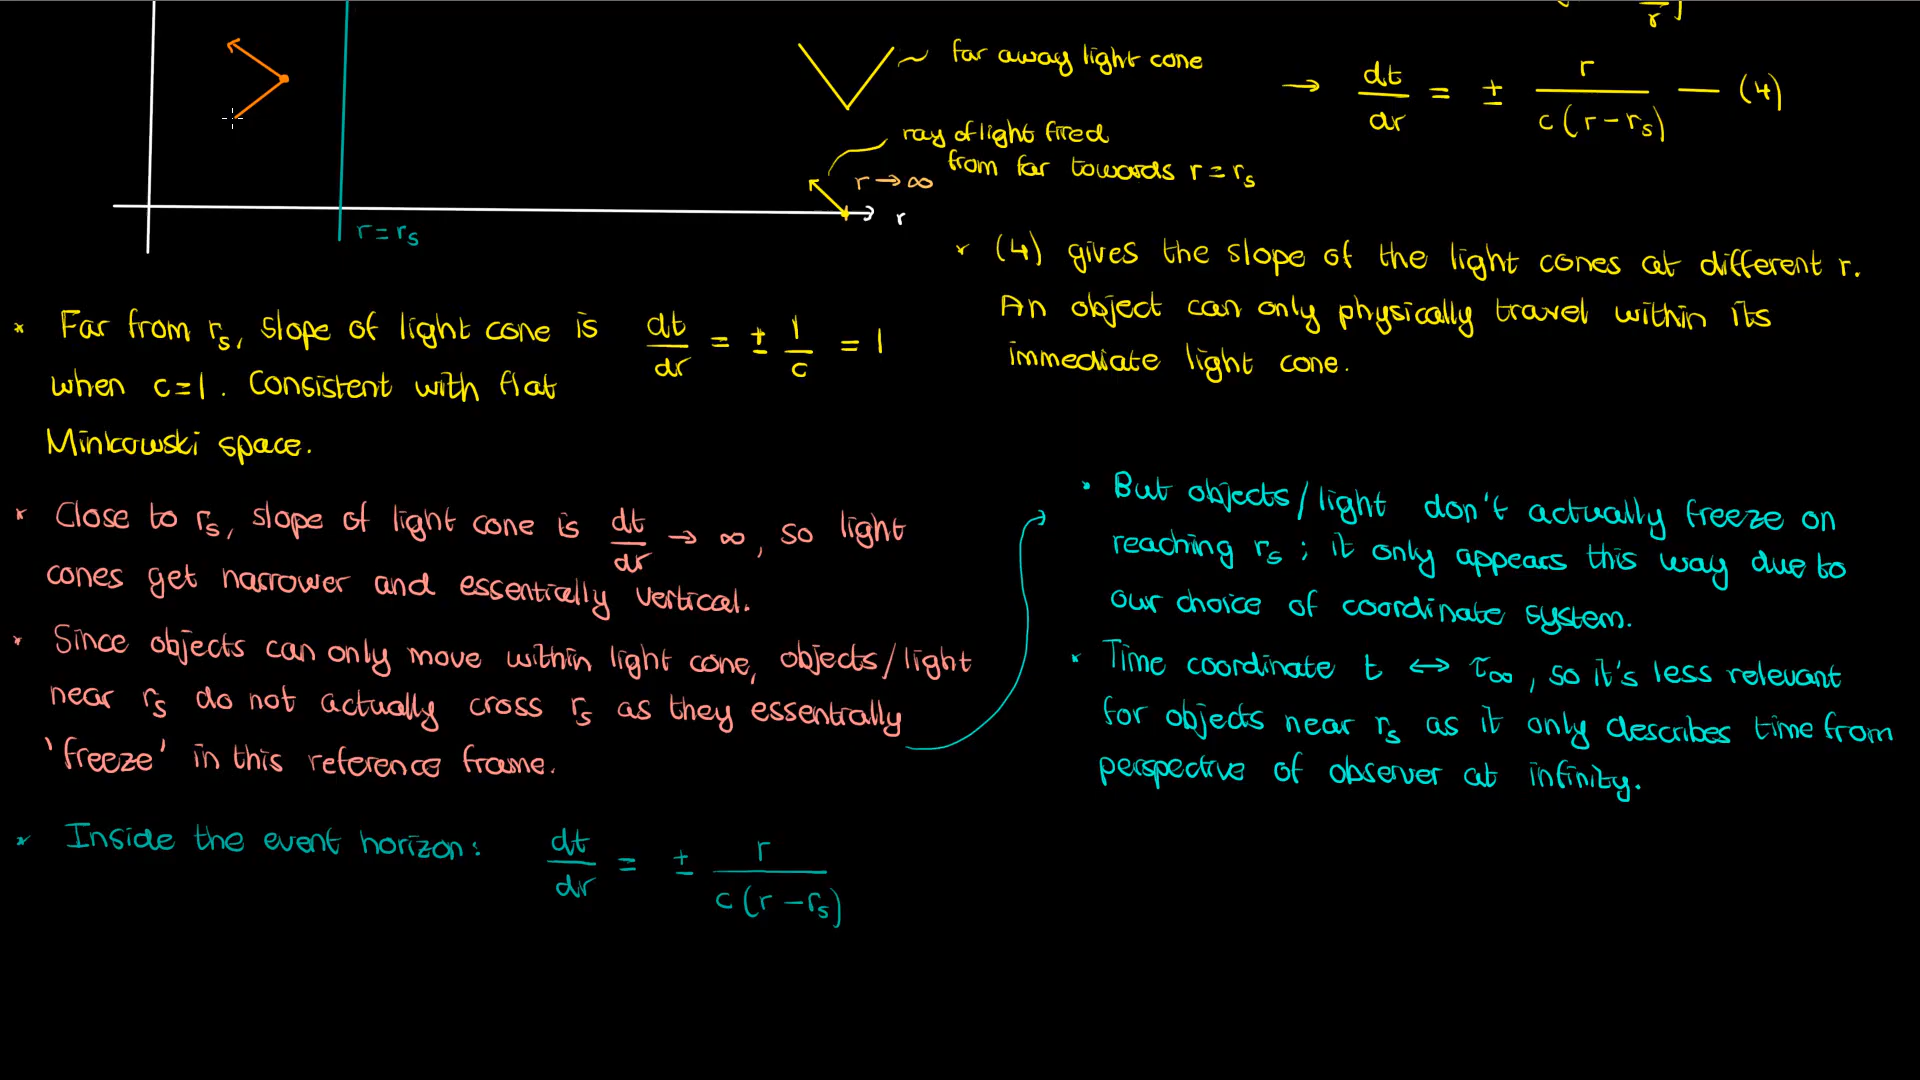 r
far away light cone
→ dt/dr = ± r/c(r-rs) — (4)
ray of light fired
from far towards r=rs
r→∞
r
r=rs
* (4) gives the slope of the light cones at different r.
An object can only physically travel within its
immediate light cone.
* Far from rs, slope of light cone is dt/dr = ± 1/c = 1
when c=1. Consistent with flat
Minkowski space.
* Close to rs, slope of light cone is dt/dr → ∞, so light
cones get narrower and essentially vertical.
* Since objects can only move within light cone, objects/light
near rs do not actually cross rs as they essentially
'freeze' in this reference frame.
* But objects/light don't actually freeze on
reaching rs; it only appears this way due to
our choice of coordinate system.
* Time coordinate t ↔ τ∞, so it's less relevant
for objects near rs as it only describes time from
perspective of observer at infinity.
* Inside the event horizon: dt/dr = ± r/c(r-rs)